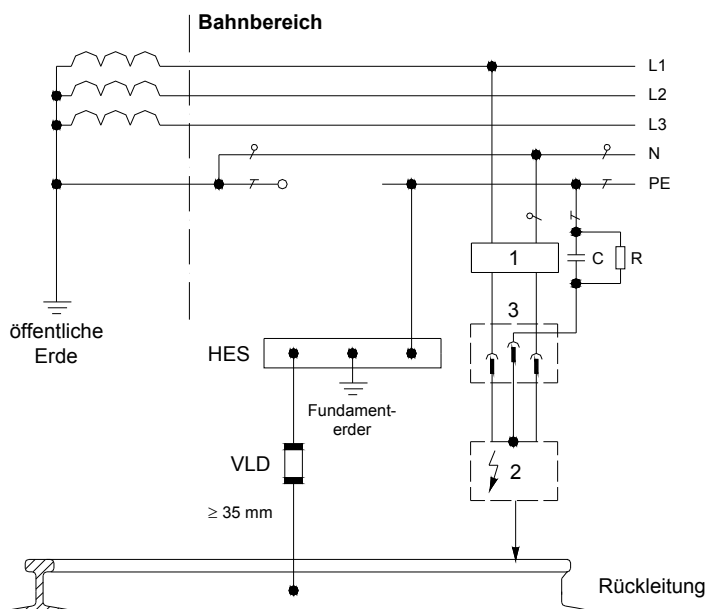 Bahnbereich
L1
L2
L3
N
PE
1
C
R
öffentliche
Erde
3
HES
Fundament-
erder
VLD
2
≥ 35 mm
Rückleitung